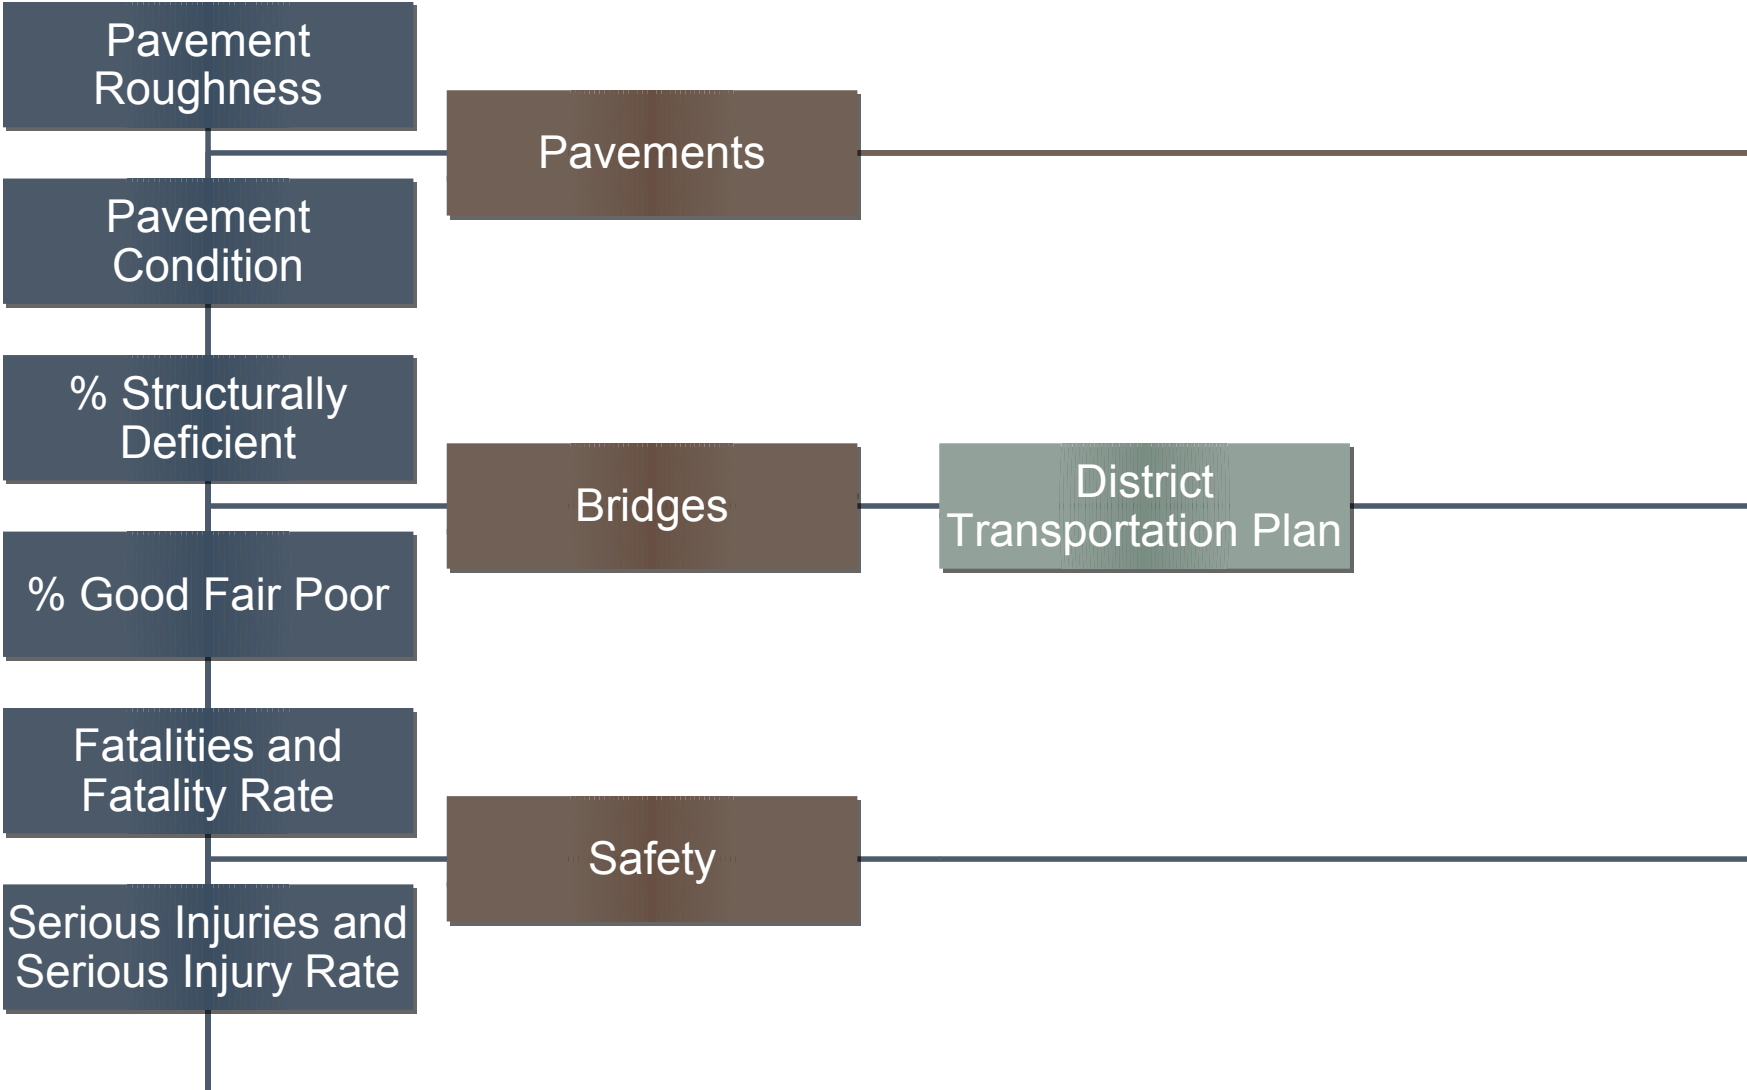 Pavement
Roughness
Pavements
Pavement
Condition
% Structurally
Deficient
Bridges
District
Transportation Plan
% Good Fair Poor
Fatalities and
Fatality Rate
Safety
Serious Injuries and
Serious Injury Rate